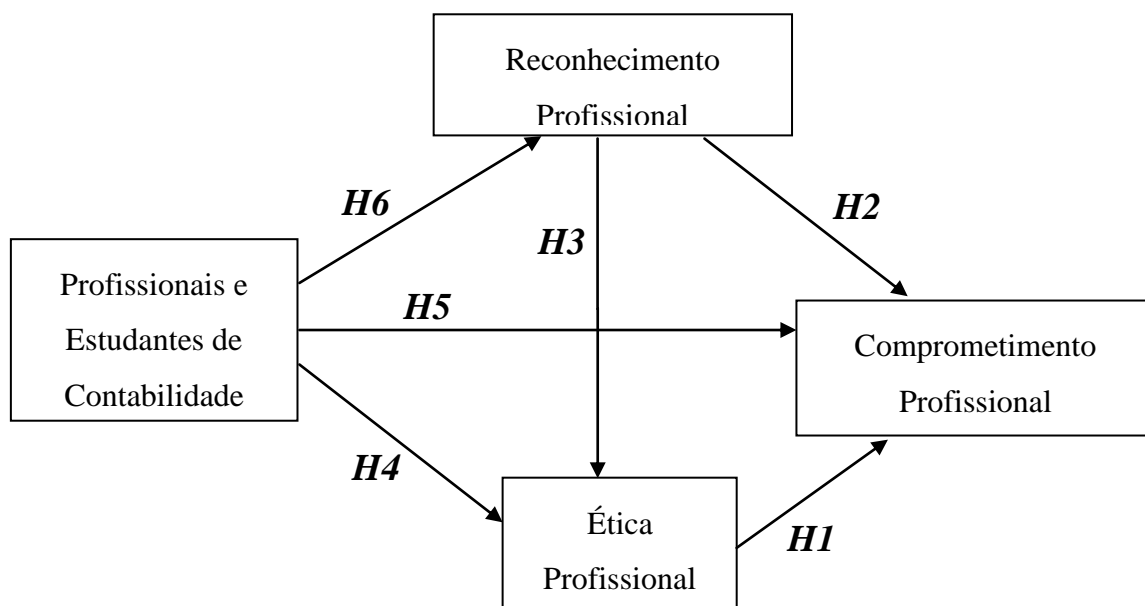 Reconhecimento
Profissional
H6
H2
H3
Profissionais e
Estudantes de
Contabilidade
H5
Comprometimento
Profissional
H4
Ética
Profissional
H1